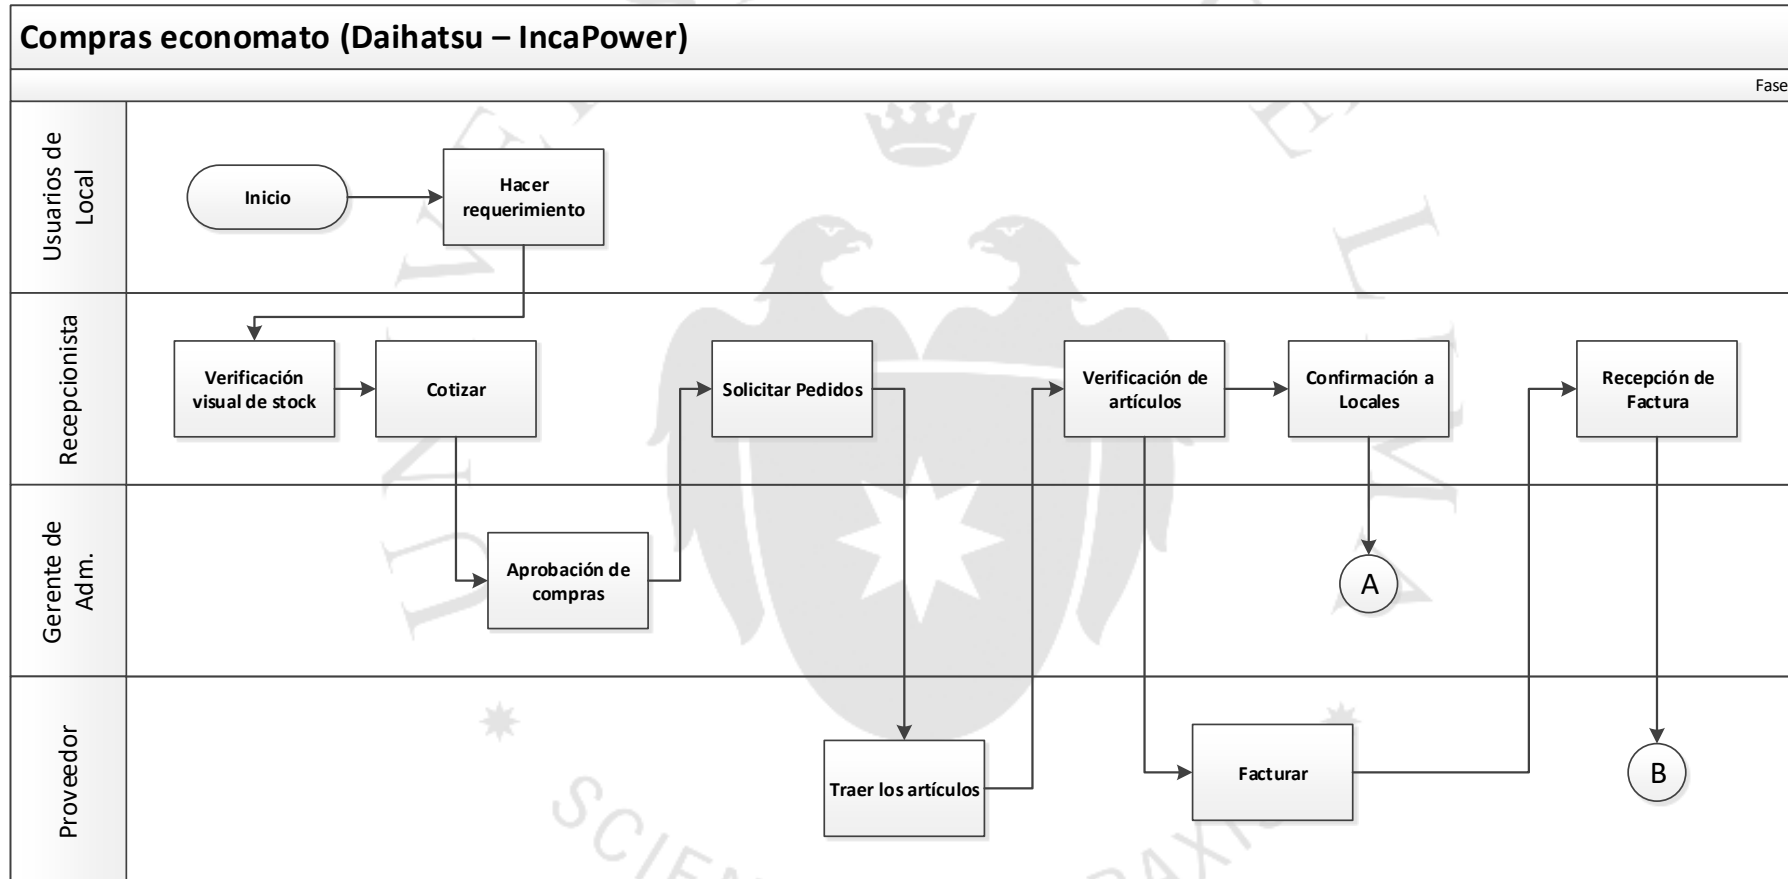 Compras economato (Daihatsu – IncaPower)
Fase
Usuarios de
Local
Inicio
Hacer
requerimiento
Recepcionista
Verificación
visual de stock
Cotizar
Solicitar Pedidos
Verificación de
artículos
Confirmación a
Locales
Recepción de
Factura
Gerente de
Adm.
Aprobación de
compras
A
Proveedor
Traer los artículos
Facturar
B